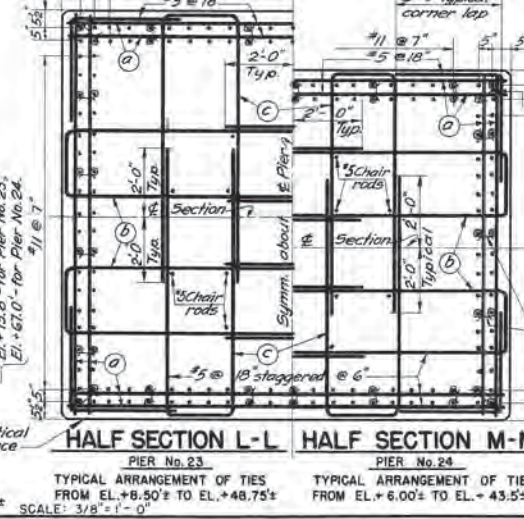 #5 @ 18"
corner lap
#11 @ 7"
#5 @ 18"
5"
2'-0"
Typ.
a
c
a
2'-0"
Typ.
El.+61.0' for Pier No. 24.
#11 @ 7"
2'-0"
Typ.
#5 Chair
rods
℄ Section
Symm. about ℄ Pier
℄ Section
2'-0"
Typical
b
b
2'-0"
Typ.
#5 Chair
rods
c
a
#5 @ 18" staggered @ 6"
HALF SECTION L-L
PIER No. 23
TYPICAL ARRANGEMENT OF TIES
FROM EL.+8.50'± TO EL.+48.75'±
SCALE: 3/8"=1'-0"
HALF SECTION
PIER No. 24
TYPICAL ARRANGEMENT OF
FROM EL.+6.00'± TO EL.+43.5'±